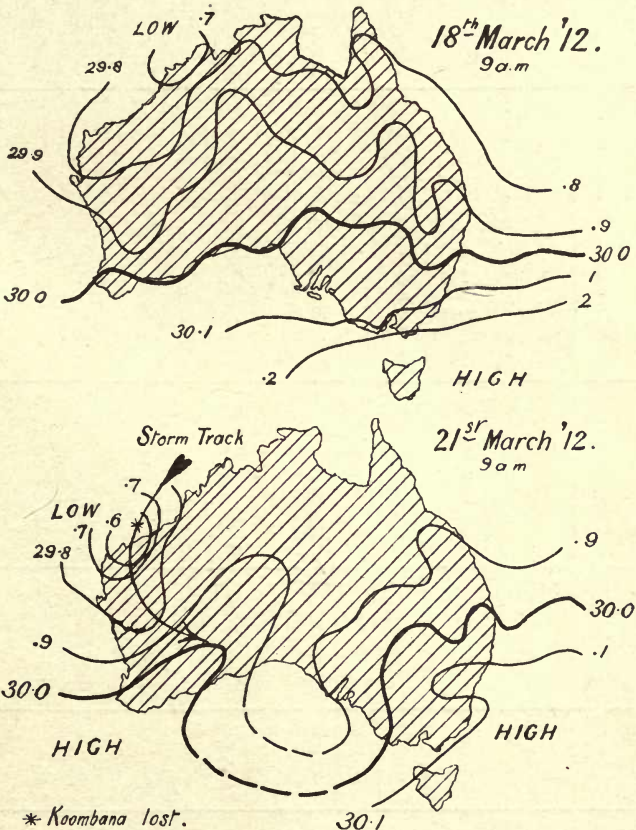 .7
LOW
18th March '12.
9 a.m
29.8
29.9
.8
.9
30.0
1
2
30.0
30.1
.2
HIGH
Storm Track
21st March '12.
9 a m
.7
LOW
.6
.7
29.8
.9
.9
30.0
.1
30.0
HIGH
HIGH
* Koombana lost.
30.1